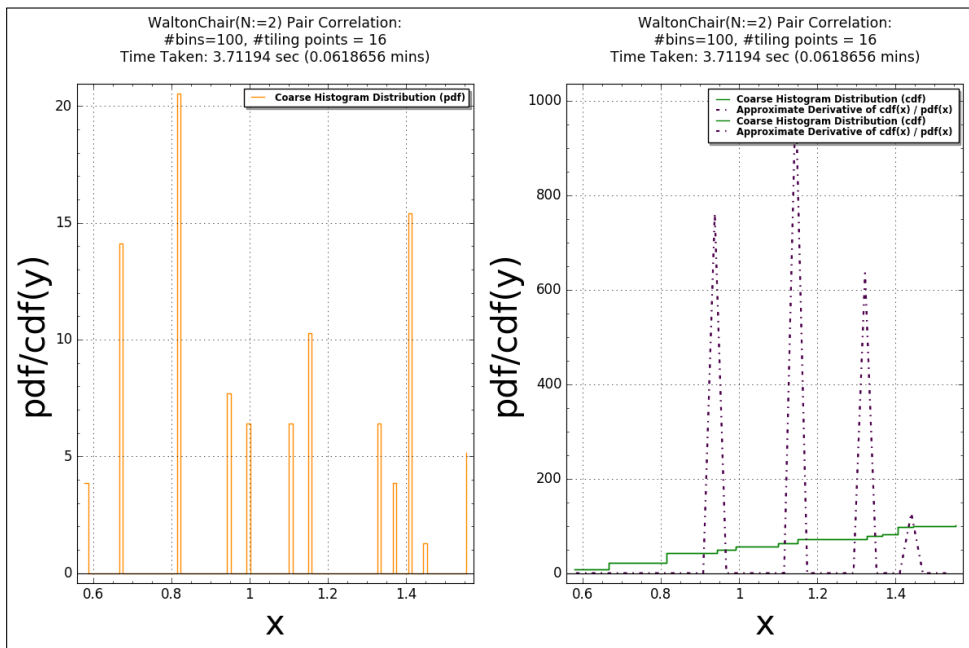 WaltonChair(N:=2) Pair Correlation:
#bins=100, #tiling points = 16
Time Taken: 3.71194 sec (0.0618656 mins)
Coarse Histogram Distribution (pdf)
20
15
10
5
0
0.6 0.8 1 1.2 1.4
pdf/cdf(y)
x
WaltonChair(N:=2) Pair Correlation:
#bins=100, #tiling points = 16
Time Taken: 3.71194 sec (0.0618656 mins)
Coarse Histogram Distribution (cdf)
Approximate Derivative of cdf(x) / pdf(x)
Coarse Histogram Distribution (cdf)
Approximate Derivative of cdf(x) / pdf(x)
1000
800
600
400
200
0
0.6 0.8 1 1.2 1.4
pdf/cdf(y)
x